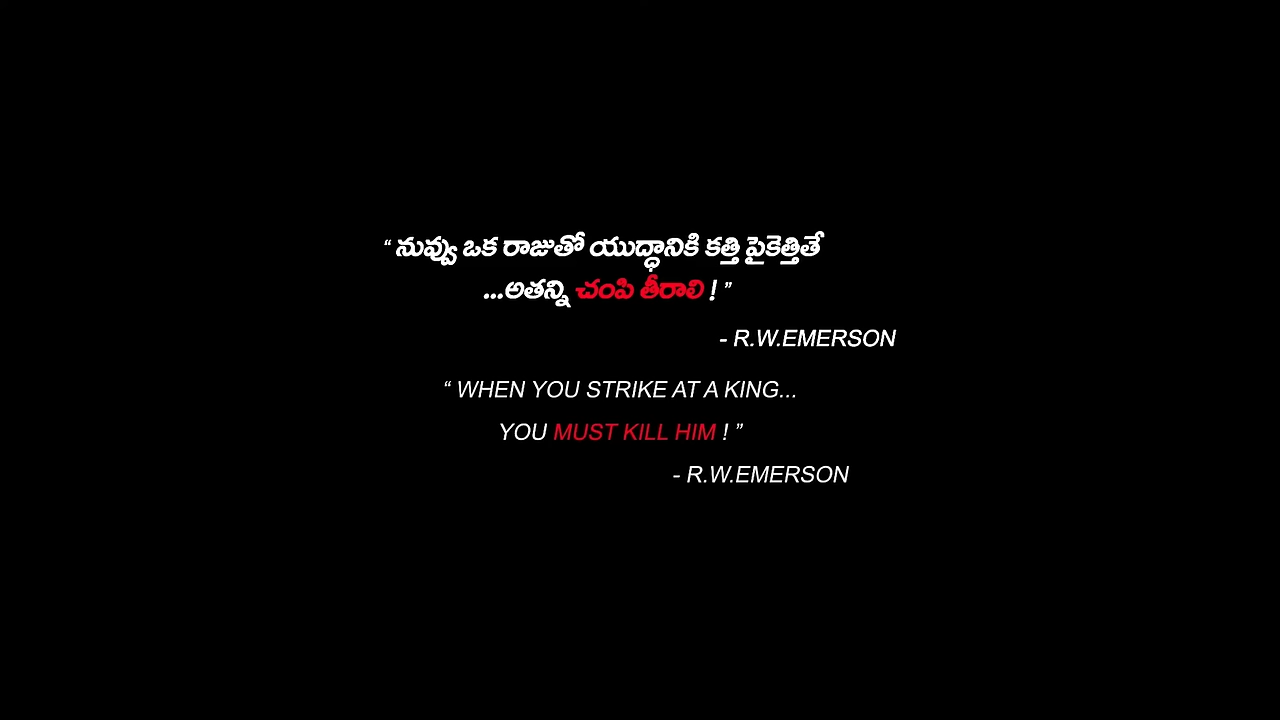 “ నువ్వు ఒక రాజుతో యుద్ధానికి కత్తి పైకెత్తితే
...అతన్ని చంపి తీరాలి ! ”
- R.W.EMERSON
“ WHEN YOU STRIKE AT A KING...
YOU MUST KILL HIM ! ”
- R.W.EMERSON